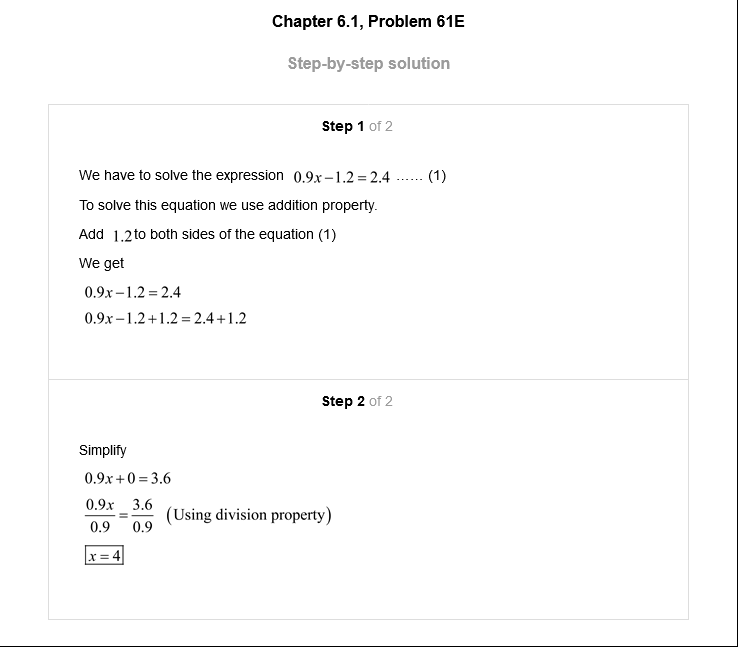 Chapter 6.1, Problem 61E
Step-by-step solution
Step 1 of 2
We have to solve the expression 0.9x−1.2=2.4 ...... (1)
To solve this equation we use addition property.
Add 1.2 to both sides of the equation (1)
We get
0.9x−1.2=2.4
0.9x−1.2+1.2=2.4+1.2
Step 2 of 2
Simplify
0.9x+0=3.6
0.9x/0.9=3.6/0.9 (Using division property)
x=4